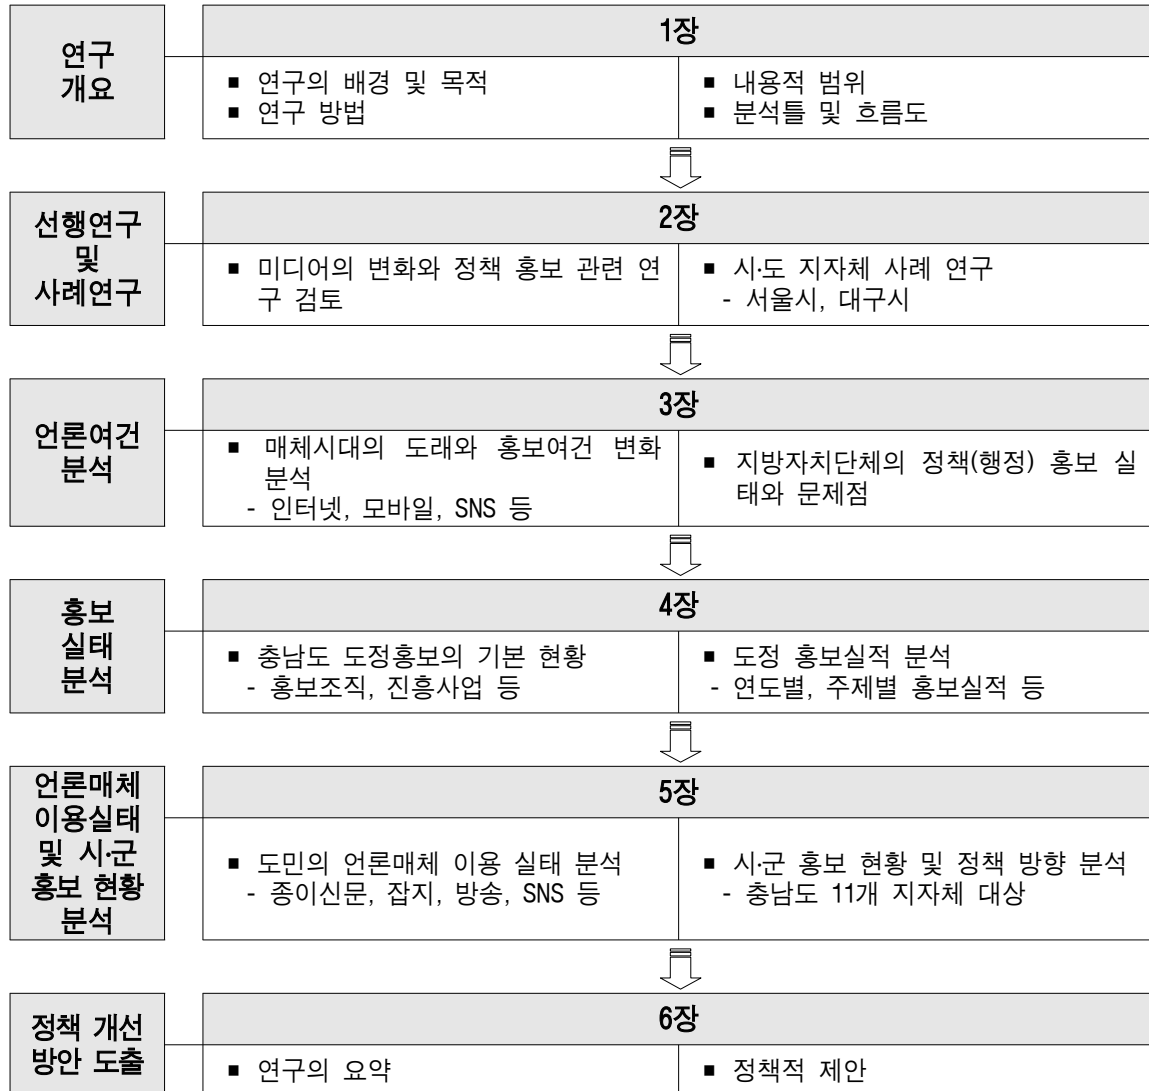 연구
개요
1장
■ 연구의 배경 및 목적
■ 연구 방법
■ 내용적 범위
■ 분석틀 및 흐름도
선행연구
및
사례연구
2장
■ 미디어의 변화와 정책 홍보 관련 연
구 검토
■ 시·도 지자체 사례 연구
- 서울시, 대구시
언론여건
분석
3장
■ 매체시대의 도래와 홍보여건 변화
분석
- 인터넷, 모바일, SNS 등
■ 지방자치단체의 정책(행정) 홍보 실
태와 문제점
홍보
실태
분석
4장
■ 충남도 도정홍보의 기본 현황
- 홍보조직, 진흥사업 등
■ 도정 홍보실적 분석
- 연도별, 주제별 홍보실적 등
언론매체
이용실태
및 시·군
홍보 현황
분석
5장
■ 도민의 언론매체 이용 실태 분석
- 종이신문, 잡지, 방송, SNS 등
■ 시·군 홍보 현황 및 정책 방향 분석
- 충남도 11개 지자체 대상
정책 개선
방안 도출
6장
■ 연구의 요약
■ 정책적 제안